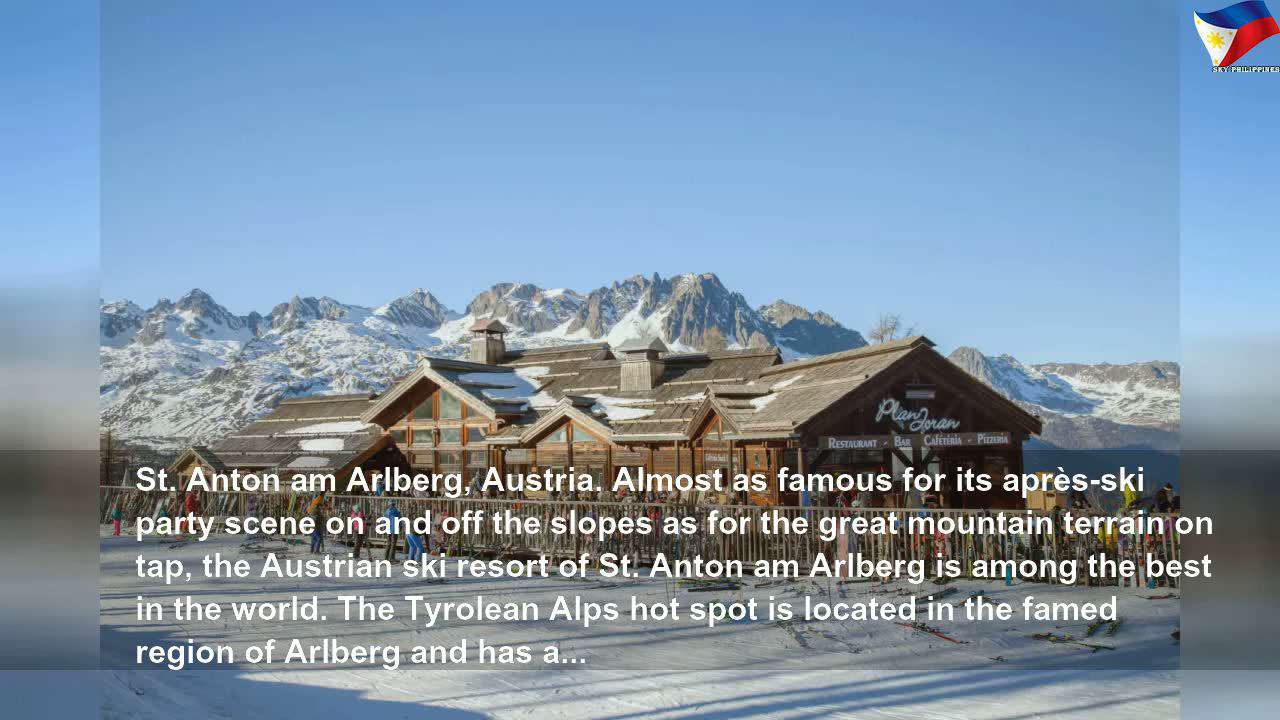 SKY PHILIPPINES
Plan Joran
RESTAURANT - BAR CAFÉTÉRIA - PIZZERIA
St. Anton am Arlberg, Austria. Almost as famous for its après-ski
party scene on and off the slopes as for the great mountain terrain on
tap, the Austrian ski resort of St. Anton am Arlberg is among the best
in the world. The Tyrolean Alps hot spot is located in the famed
region of Arlberg and has a...